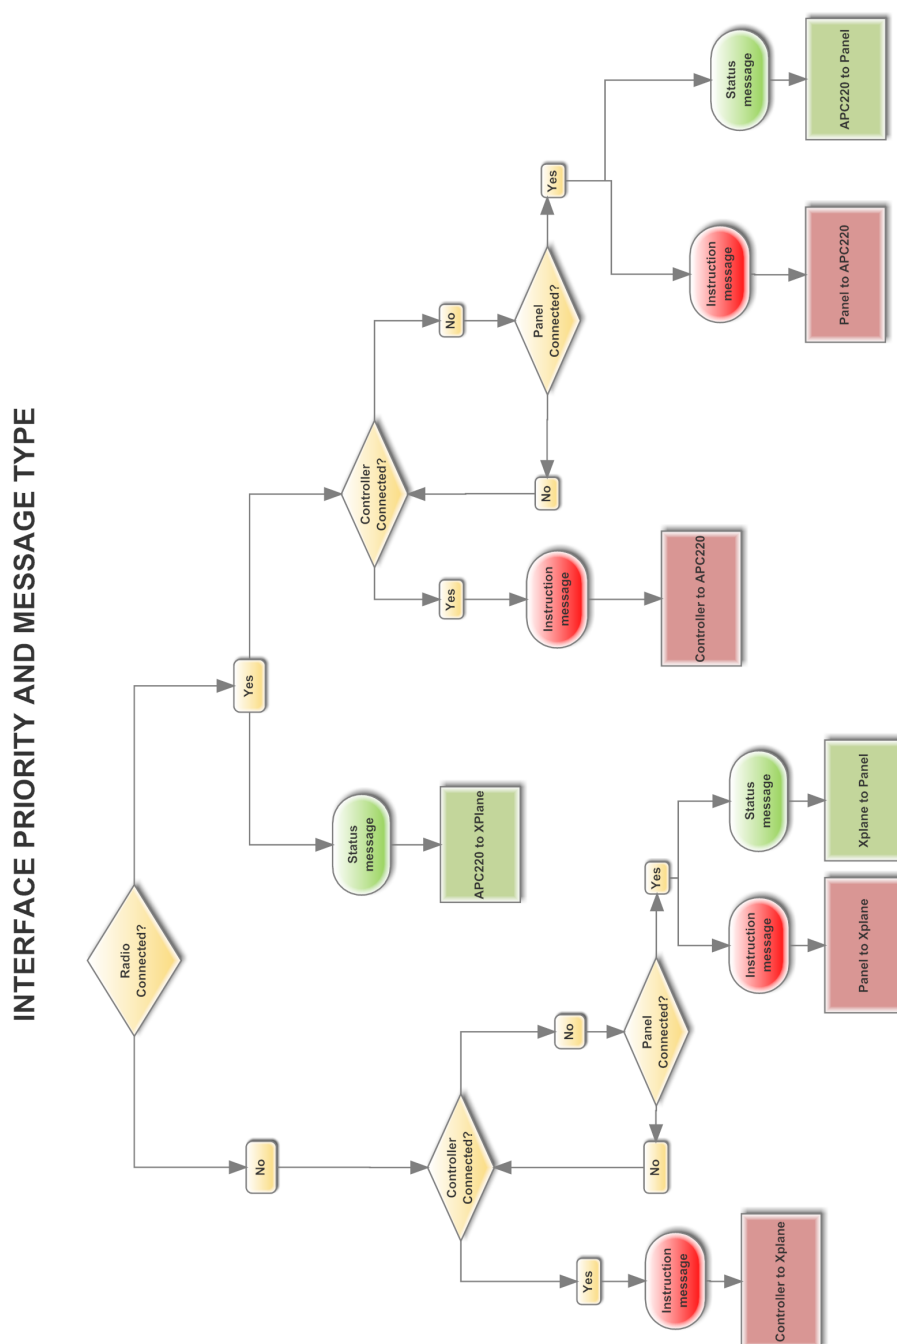 INTERFACE PRIORITY AND MESSAGE TYPE
Radio
Connected?
No
Yes
Controller
Connected?
Yes
Instruction
message
Controller to Xplane
No
Panel
Connected?
No
Yes
Instruction
message
Panel to Xplane
Status
message
Xplane to Panel
Status
message
APC220 to XPlane
Controller
Connected?
Yes
Instruction
message
Controller to APC220
No
Panel
Connected?
No
Yes
Instruction
message
Panel to APC220
Status
message
APC220 to Panel